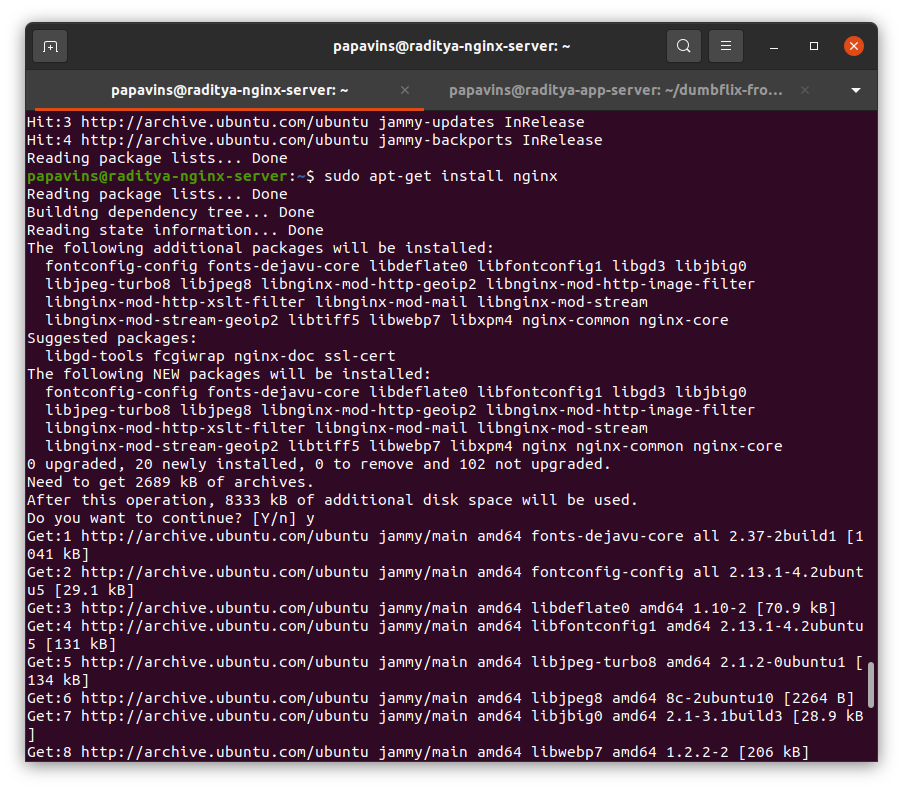 papavins@raditya-nginx-server: ~
papavins@raditya-nginx-server: ~
papavins@raditya-app-server: ~/dumbflix-fro...
Hit:3 http://archive.ubuntu.com/ubuntu jammy-updates InRelease
Hit:4 http://archive.ubuntu.com/ubuntu jammy-backports InRelease
Reading package lists... Done
papavins@raditya-nginx-server:~$ sudo apt-get install nginx
Reading package lists... Done
Building dependency tree... Done
Reading state information... Done
The following additional packages will be installed:
  fontconfig-config fonts-dejavu-core libdeflate0 libfontconfig1 libgd3 libjbig0
  libjpeg-turbo8 libjpeg8 libnginx-mod-http-geoip2 libnginx-mod-http-image-filter
  libnginx-mod-http-xslt-filter libnginx-mod-mail libnginx-mod-stream
  libnginx-mod-stream-geoip2 libtiff5 libwebp7 libxpm4 nginx-common nginx-core
Suggested packages:
  libgd-tools fcgiwrap nginx-doc ssl-cert
The following NEW packages will be installed:
  fontconfig-config fonts-dejavu-core libdeflate0 libfontconfig1 libgd3 libjbig0
  libjpeg-turbo8 libjpeg8 libnginx-mod-http-geoip2 libnginx-mod-http-image-filter
  libnginx-mod-http-xslt-filter libnginx-mod-mail libnginx-mod-stream
  libnginx-mod-stream-geoip2 libtiff5 libwebp7 libxpm4 nginx nginx-common nginx-core
0 upgraded, 20 newly installed, 0 to remove and 102 not upgraded.
Need to get 2689 kB of archives.
After this operation, 8333 kB of additional disk space will be used.
Do you want to continue? [Y/n] y
Get:1 http://archive.ubuntu.com/ubuntu jammy/main amd64 fonts-dejavu-core all 2.37-2build1 [1
041 kB]
Get:2 http://archive.ubuntu.com/ubuntu jammy/main amd64 fontconfig-config all 2.13.1-4.2ubunt
u5 [29.1 kB]
Get:3 http://archive.ubuntu.com/ubuntu jammy/main amd64 libdeflate0 amd64 1.10-2 [70.9 kB]
Get:4 http://archive.ubuntu.com/ubuntu jammy/main amd64 libfontconfig1 amd64 2.13.1-4.2ubuntu
5 [131 kB]
Get:5 http://archive.ubuntu.com/ubuntu jammy/main amd64 libjpeg-turbo8 amd64 2.1.2-0ubuntu1 [
134 kB]
Get:6 http://archive.ubuntu.com/ubuntu jammy/main amd64 libjpeg8 amd64 8c-2ubuntu10 [2264 B]
Get:7 http://archive.ubuntu.com/ubuntu jammy/main amd64 libjbig0 amd64 2.1-3.1build3 [28.9 kB
]
Get:8 http://archive.ubuntu.com/ubuntu jammy/main amd64 libwebp7 amd64 1.2.2-2 [206 kB]